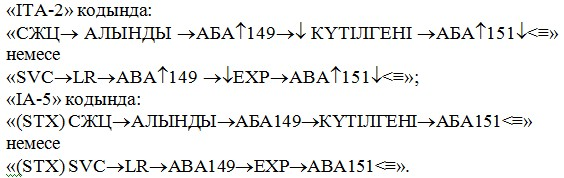 «ITA-2» кодында:
«СЖЦ→ АЛЫНДЫ →АБА↑149→↓ КҮТІЛГЕНІ →АБА↑151↓<≡»
немесе
«SVC→LR→ABA↑149 →↓EXP→ABA↑151↓<≡»;
«IA-5» кодында:
«(STX) СЖЦ→АЛЫНДЫ→АБА149→КҮТІЛГЕНІ→АБА151<≡»
немесе
«(STX) SVC→LR→ABA149→EXP→ABA151<≡».